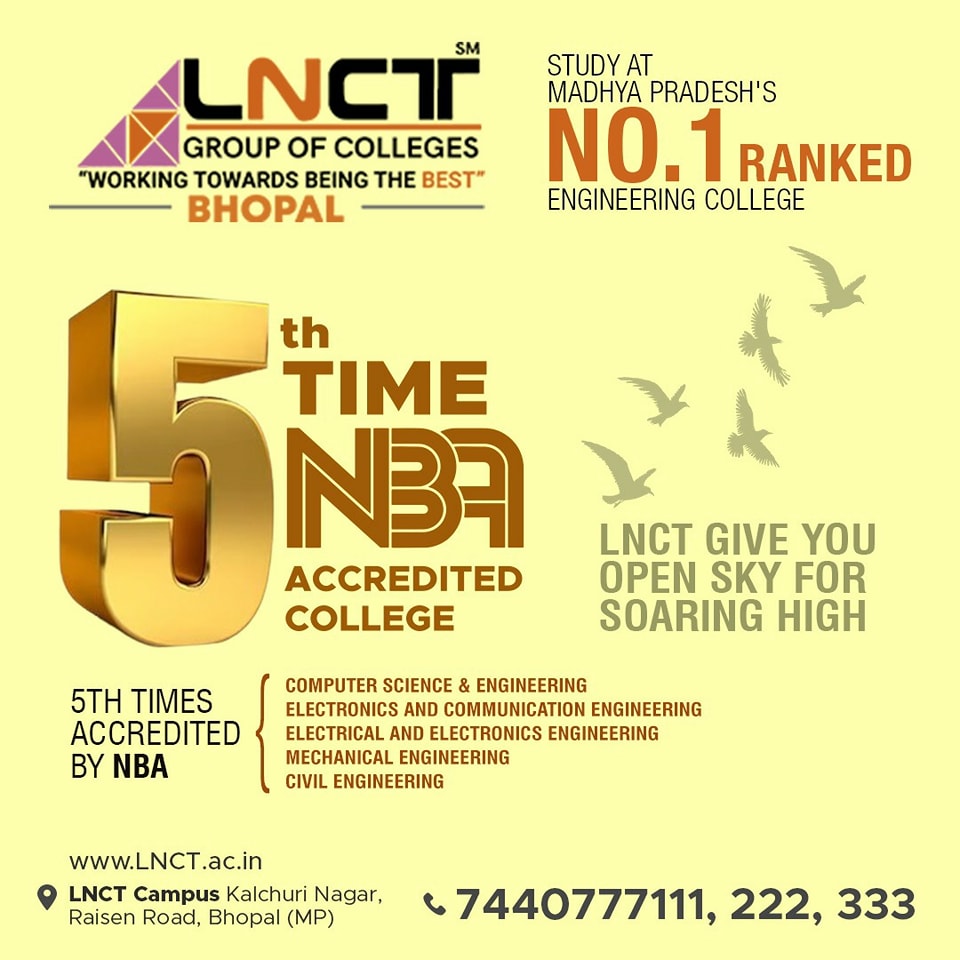 LNCT SM
GROUP OF COLLEGES
"WORKING TOWARDS BEING THE BEST"
BHOPAL
STUDY AT
MADHYA PRADESH'S
NO.1 RANKED
ENGINEERING COLLEGE
5th
TIME
NBA
ACCREDITED
COLLEGE
LNCT GIVE YOU
OPEN SKY FOR
SOARING HIGH
5TH TIMES
ACCREDITED
BY NBA
COMPUTER SCIENCE & ENGINEERING
ELECTRONICS AND COMMUNICATION ENGINEERING
ELECTRICAL AND ELECTRONICS ENGINEERING
MECHANICAL ENGINEERING
CIVIL ENGINEERING
www.LNCT.ac.in
LNCT Campus Kalchuri Nagar,
Raisen Road, Bhopal (MP)
7440777111, 222, 333